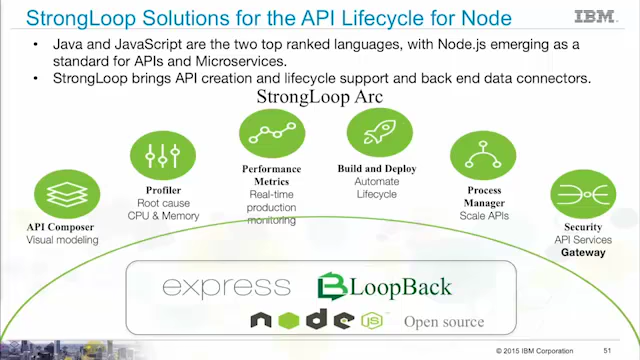 StrongLoop Solutions for the API Lifecycle for Node
IBM
• Java and JavaScript are the two top ranked languages, with Node.js emerging as a
standard for APIs and Microservices.
• StrongLoop brings API creation and lifecycle support and back end data connectors.
StrongLoop Arc
API Composer
Visual modeling
Profiler
Root cause
CPU & Memory
Performance
Metrics
Real-time
production
monitoring
Build and Deploy
Automate
Lifecycle
Process
Manager
Scale APIs
Security
API Services
Gateway
express
LoopBack
node JS
Open source
© 2015 IBM Corporation
51